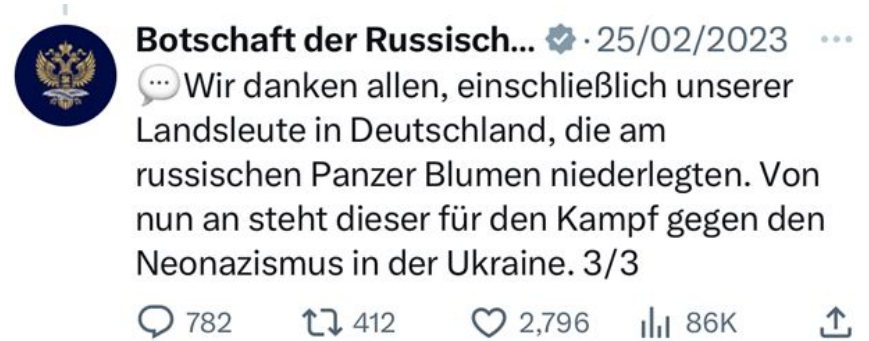 Botschaft der Russisch... · 25/02/2023
💬Wir danken allen, einschließlich unserer
Landsleute in Deutschland, die am
russischen Panzer Blumen niederlegten. Von
nun an steht dieser für den Kampf gegen den
Neonazismus in der Ukraine. 3/3
782 412 2,796 86K